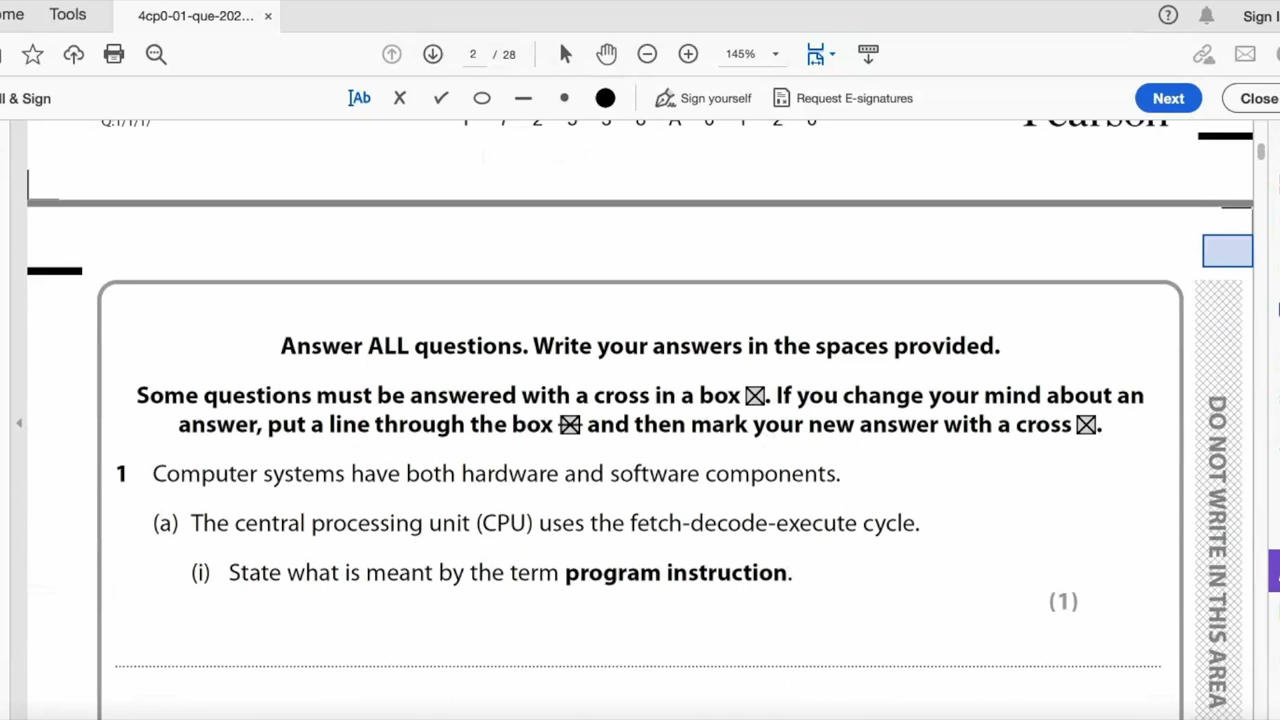 ome Tools 4cp0-01-que-202... × Sign I
2 / 28 145%
ll & Sign Ab Sign yourself Request E-signatures Next Close
Q:1/1/1/ Pearson
Answer ALL questions. Write your answers in the spaces provided.
Some questions must be answered with a cross in a box ☒. If you change your mind about an
answer, put a line through the box and then mark your new answer with a cross ☒.
1 Computer systems have both hardware and software components.
(a) The central processing unit (CPU) uses the fetch-decode-execute cycle.
(i) State what is meant by the term program instruction.
(1)
DO NOT WRITE IN THIS AREA